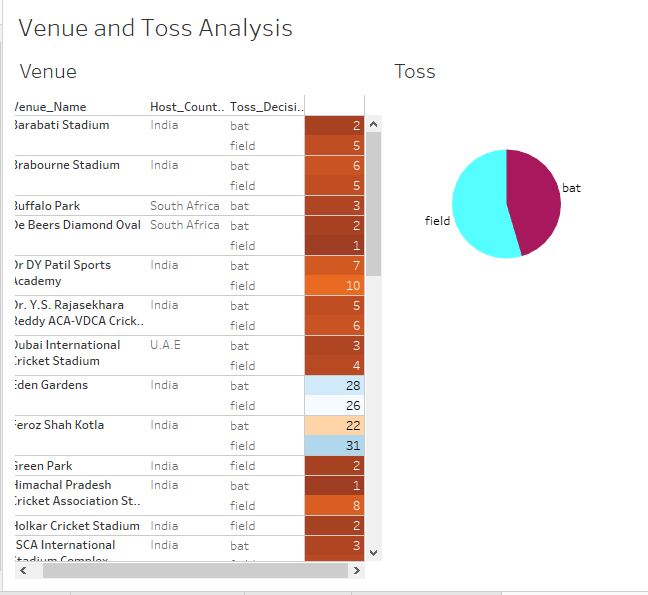 Venue and Toss Analysis
Venue
Toss
Venue_Name Host_Count.. Toss_Decisi..
Barabati Stadium India bat 2
field 5
Brabourne Stadium India bat 6
field 5
Buffalo Park South Africa bat 3
De Beers Diamond Oval South Africa bat 2
field 1
Dr DY Patil Sports India bat 7
Academy field 10
Dr. Y.S. Rajasekhara India bat 5
Reddy ACA-VDCA Crick.. field 6
Dubai International U.A.E bat 3
Cricket Stadium field 4
Eden Gardens India bat 28
field 26
Feroz Shah Kotla India bat 22
field 31
Green Park India field 2
Himachal Pradesh India bat 1
Cricket Association St.. field 8
Holkar Cricket Stadium India field 2
JSCA International India bat 3
Stadium Complex
bat
field